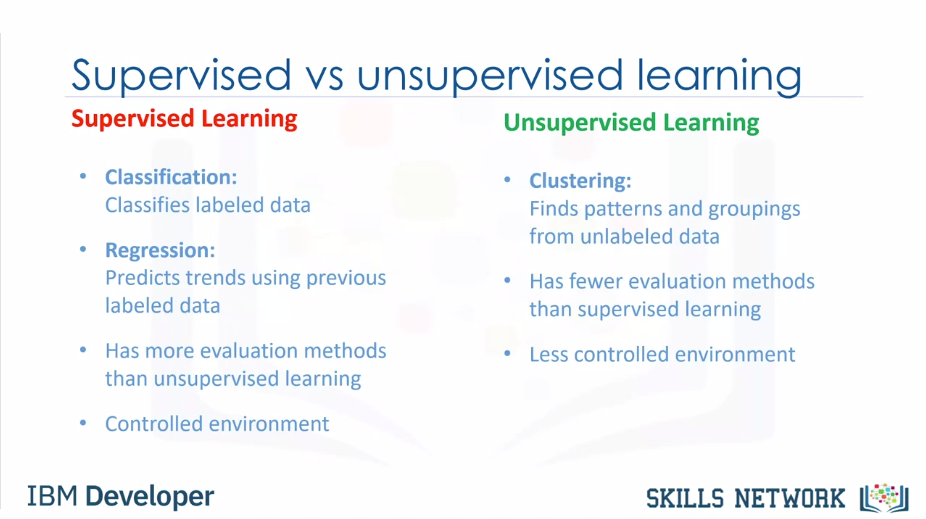 Supervised vs unsupervised learning
Supervised Learning
• Classification:
Classifies labeled data
• Regression:
Predicts trends using previous
labeled data
• Has more evaluation methods
than unsupervised learning
• Controlled environment
Unsupervised Learning
• Clustering:
Finds patterns and groupings
from unlabeled data
• Has fewer evaluation methods
than supervised learning
• Less controlled environment
IBM Developer
SKILLS NETWORK